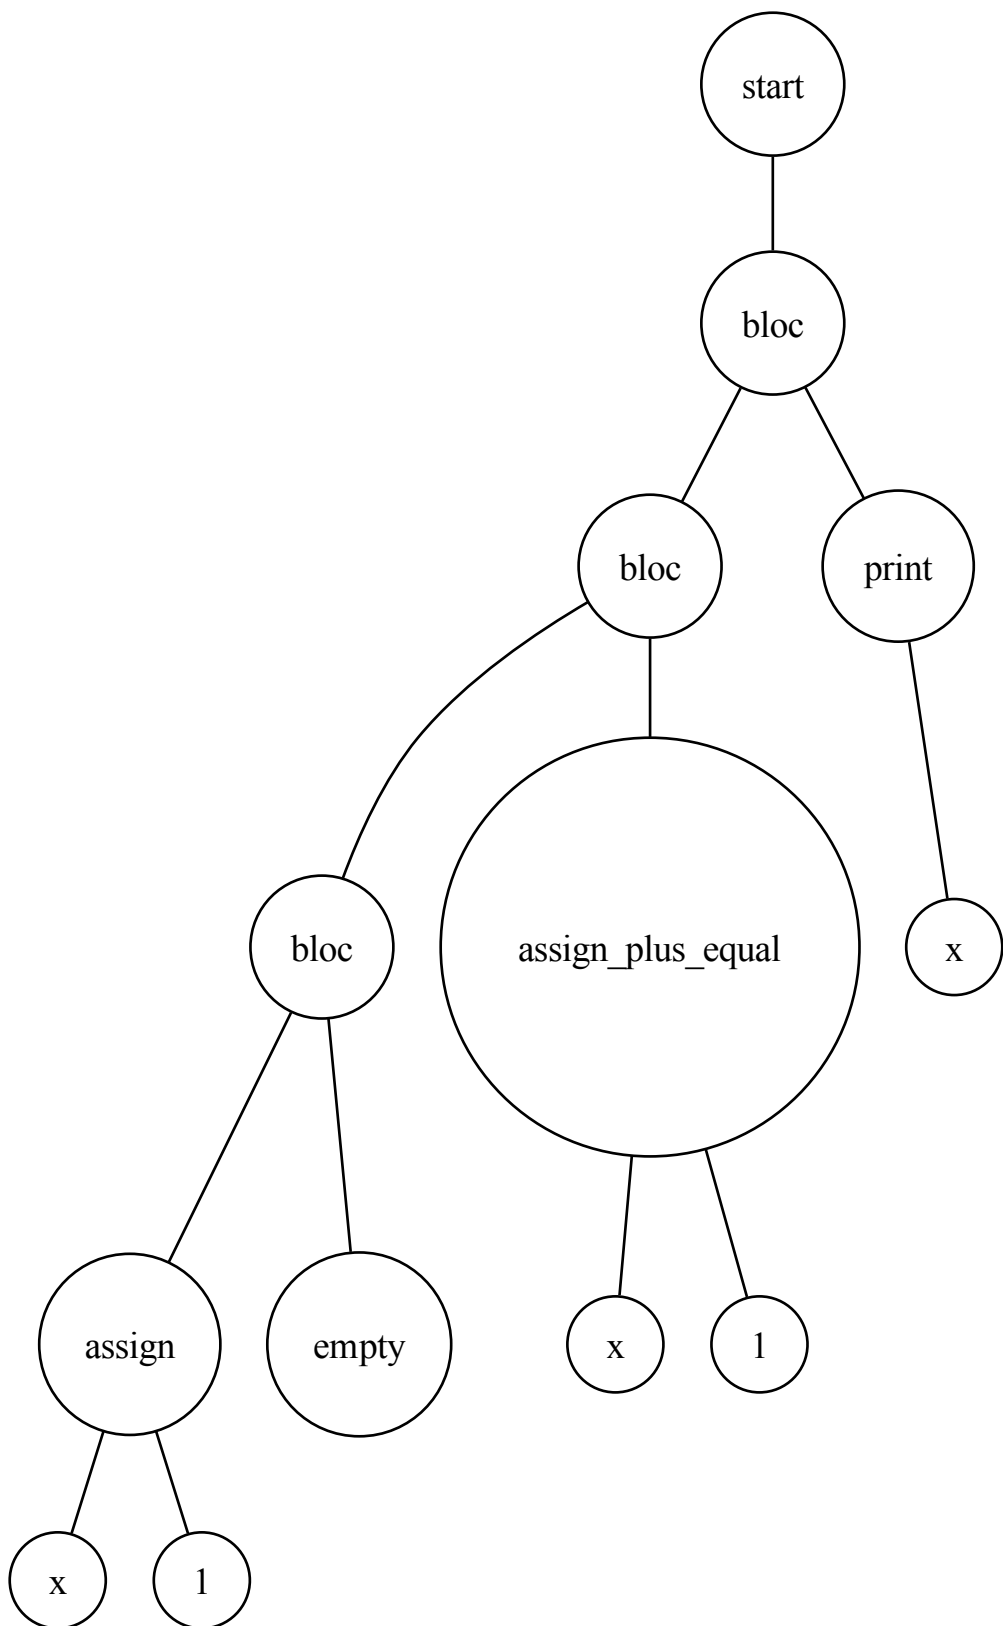 start
bloc
bloc
print
bloc
assign_plus_equal
x
assign
empty
x
1
x
1